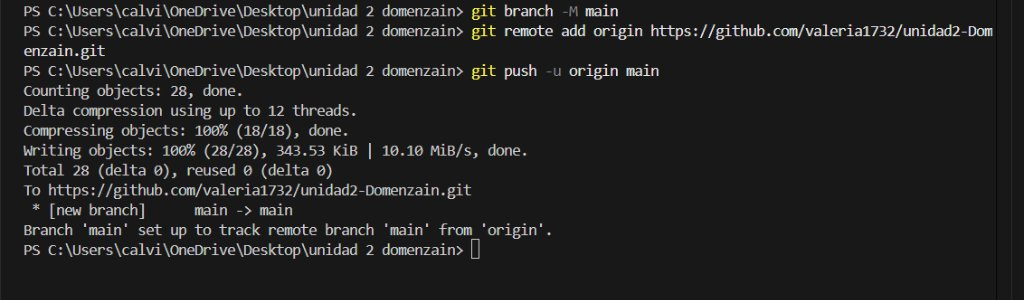 PS C:\Users\calvi\OneDrive\Desktop\unidad 2 domenzain> git branch -M main
PS C:\Users\calvi\OneDrive\Desktop\unidad 2 domenzain> git remote add origin https://github.com/valeria1732/unidad2-Dom
enzain.git
PS C:\Users\calvi\OneDrive\Desktop\unidad 2 domenzain> git push -u origin main
Counting objects: 28, done.
Delta compression using up to 12 threads.
Compressing objects: 100% (18/18), done.
Writing objects: 100% (28/28), 343.53 KiB | 10.10 MiB/s, done.
Total 28 (delta 0), reused 0 (delta 0)
To https://github.com/valeria1732/unidad2-Domenzain.git
 * [new branch]      main -> main
Branch 'main' set up to track remote branch 'main' from 'origin'.
PS C:\Users\calvi\OneDrive\Desktop\unidad 2 domenzain>